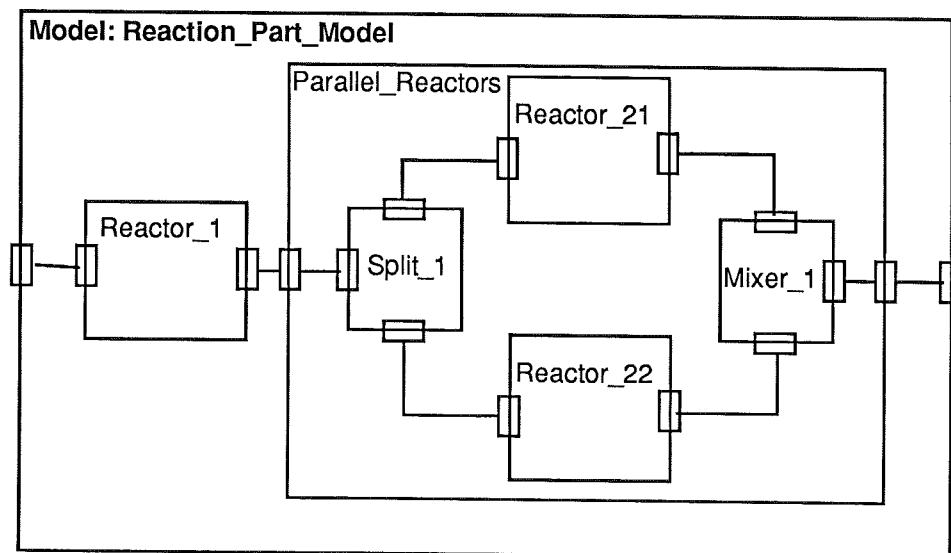 Model: Reaction_Part_Model
Parallel_Reactors
Reactor_21
Reactor_1
Split_1
Mixer_1
Reactor_22